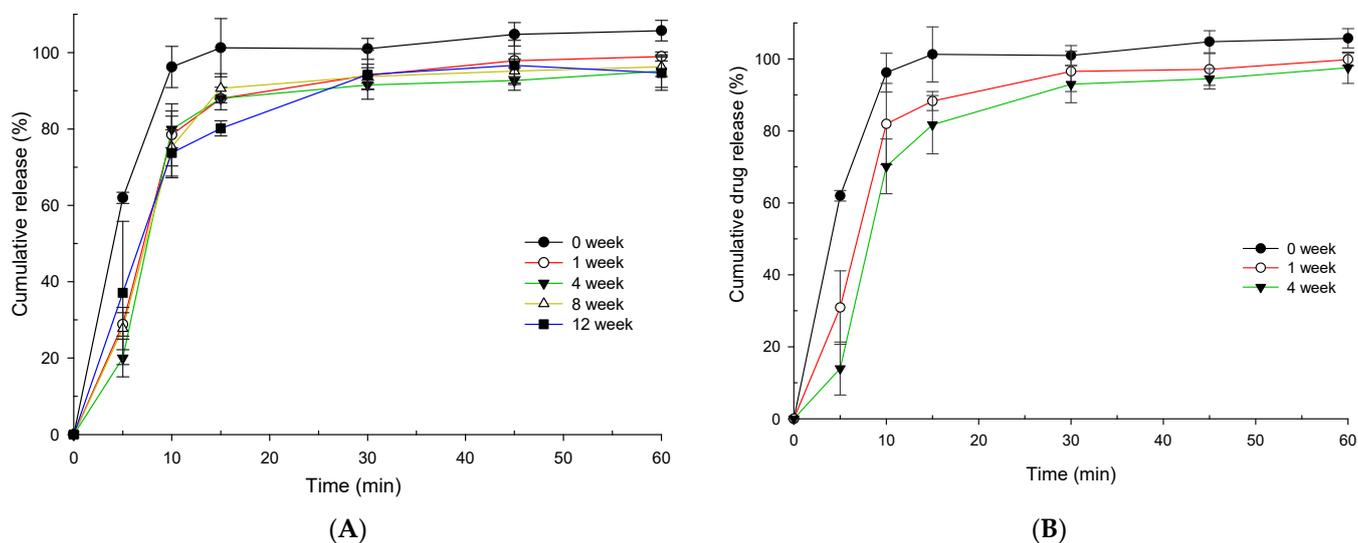 Cumulative release (%)
100
80
60
40
20
0
0 week
1 week
4 week
8 week
12 week
0 10 20 30 40 50 60
Time (min)
(A)
Cumulative drug release (%)
100
80
60
40
20
0
0 week
1 week
4 week
0 10 20 30 40 50 60
Time (min)
(B)